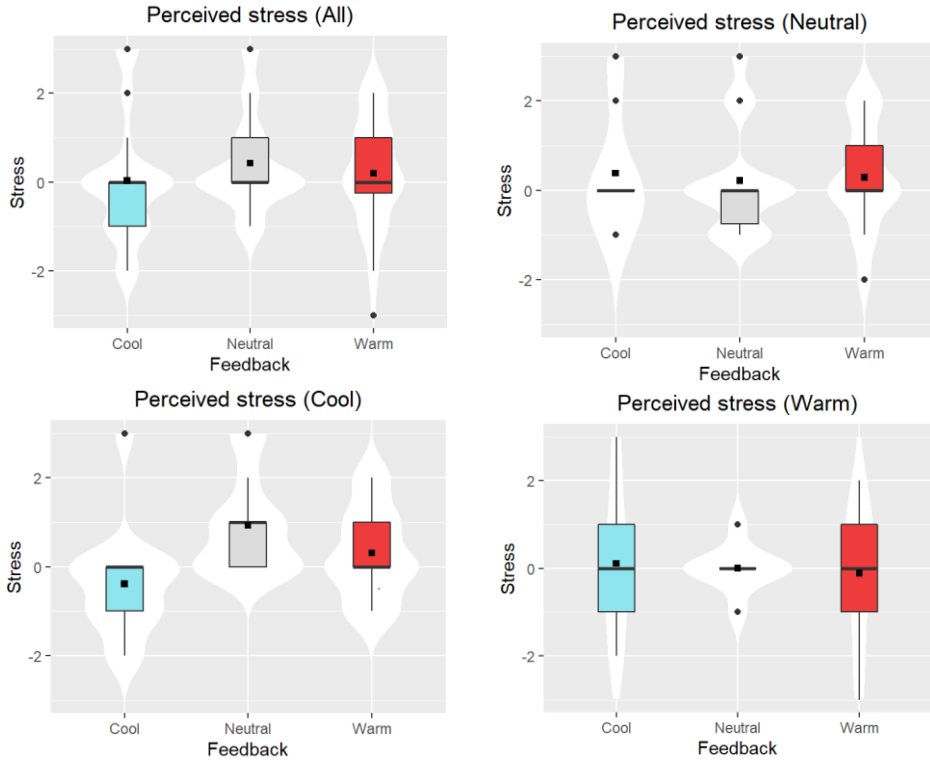 Perceived stress (All)
Stress
2
0
-2
Cool Neutral Warm
Feedback
Perceived stress (Neutral)
Stress
2
0
-2
Cool Neutral Warm
Feedback
Perceived stress (Cool)
Stress
2
0
-2
Cool Neutral Warm
Feedback
Perceived stress (Warm)
Stress
2
0
-2
Cool Neutral Warm
Feedback